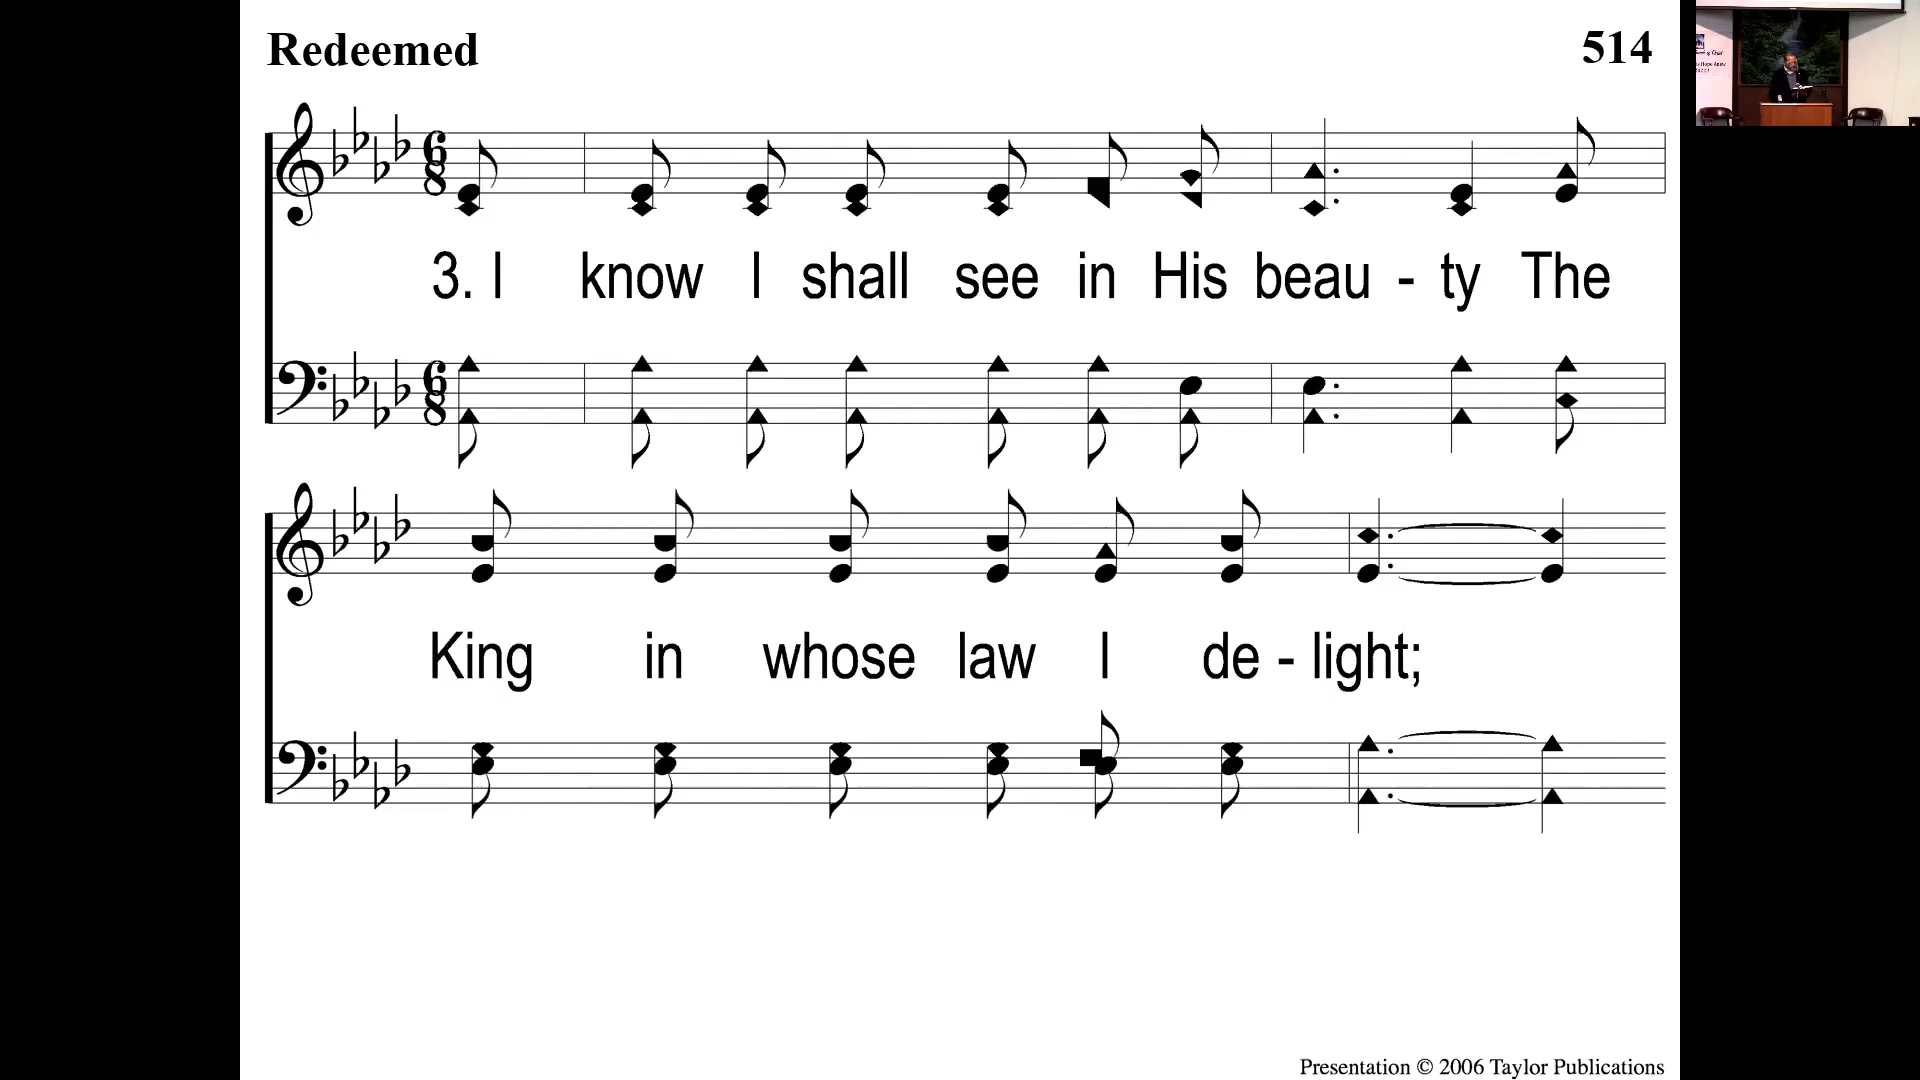 Redeemed 514
3. I know I shall see in His beau - ty The
King in whose law I de - light;
Presentation © 2006 Taylor Publications